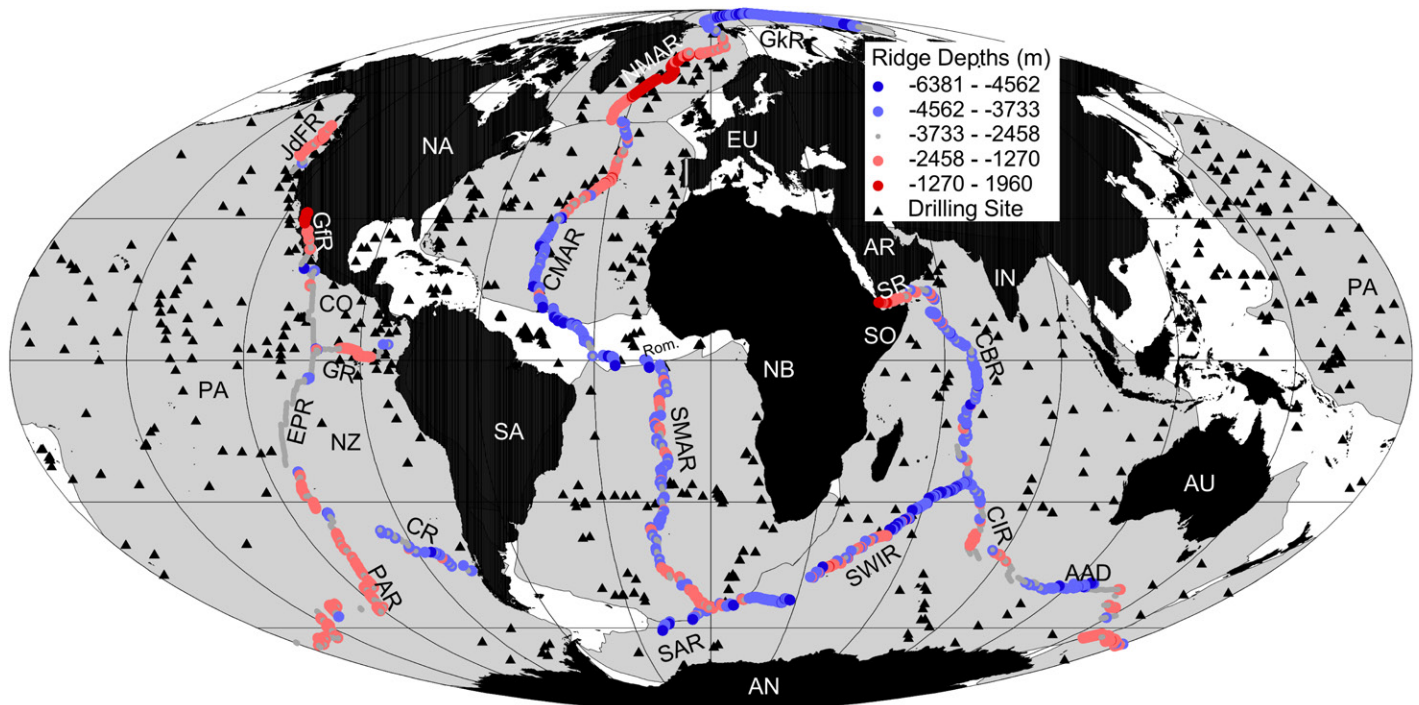 GkR
NMAR
Ridge Depths (m)
-6381 - -4562
-4562 - -3733
-3733 - -2458
-2458 - -1270
-1270 - 1960
Drilling Site
JdFR
NA
EU
GfR
CMAR
AR
SR
IN
PA
CO
SO
Rom.
CBR
GR
PA
NB
EPR
NZ
SA
SMAR
AU
CR
CIR
SWIR
AAD
PAR
SAR
AN